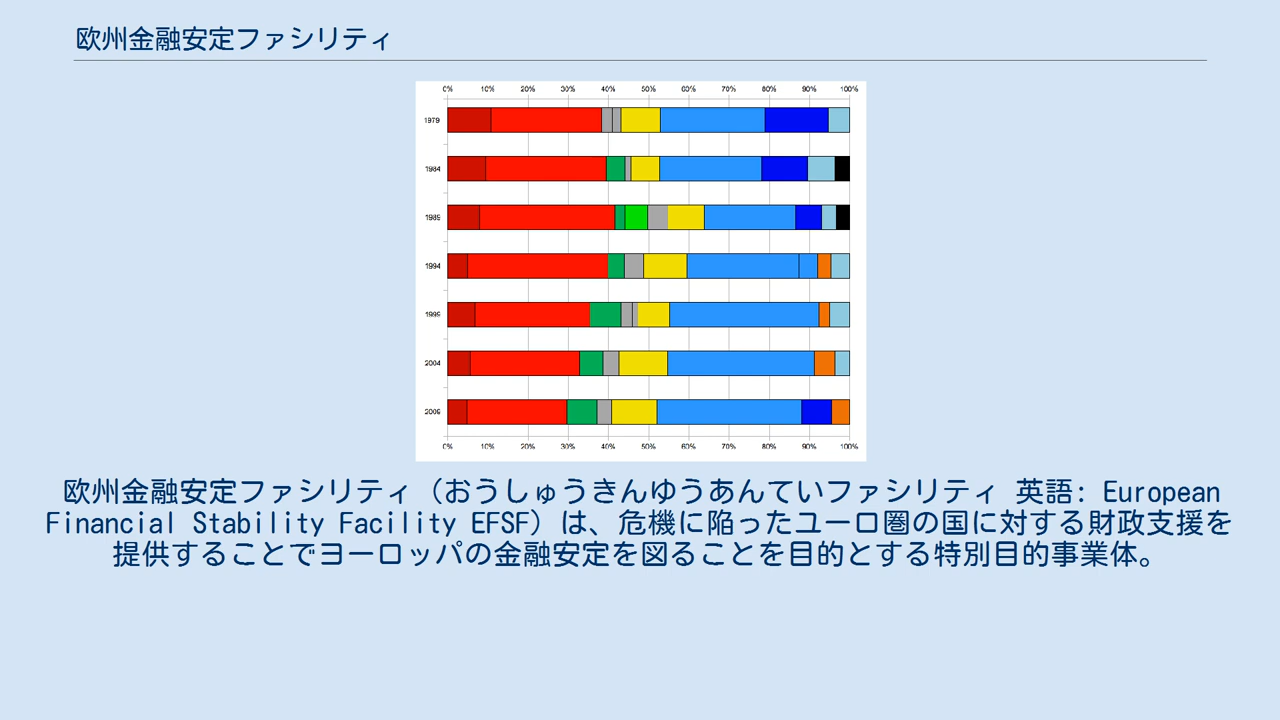 欧州金融安定ファシリティ
0% 10% 20% 30% 40% 50% 60% 70% 80% 90% 100%
1979
1984
1989
1994
1999
2004
2009
0% 10% 20% 30% 40% 50% 60% 70% 80% 90% 100%
欧州金融安定ファシリティ（おうしゅうきんゆうあんていファシリティ 英語: European
Financial Stability Facility EFSF）は、危機に陥ったユーロ圏の国に対する財政支援を
提供することでヨーロッパの金融安定を図ることを目的とする特別目的事業体。